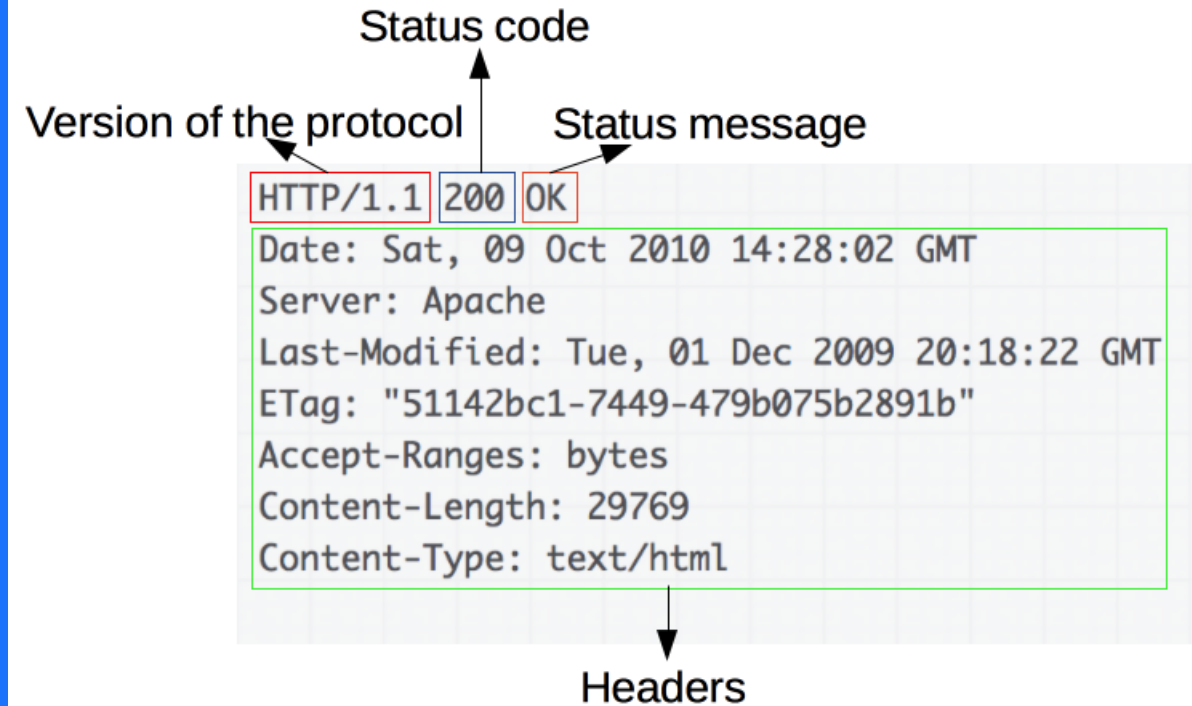 Status code
Version of the protocol
Status message
HTTP/1.1 200 OK
Date: Sat, 09 Oct 2010 14:28:02 GMT
Server: Apache
Last-Modified: Tue, 01 Dec 2009 20:18:22 GMT
ETag: "51142bc1-7449-479b075b2891b"
Accept-Ranges: bytes
Content-Length: 29769
Content-Type: text/html
Headers